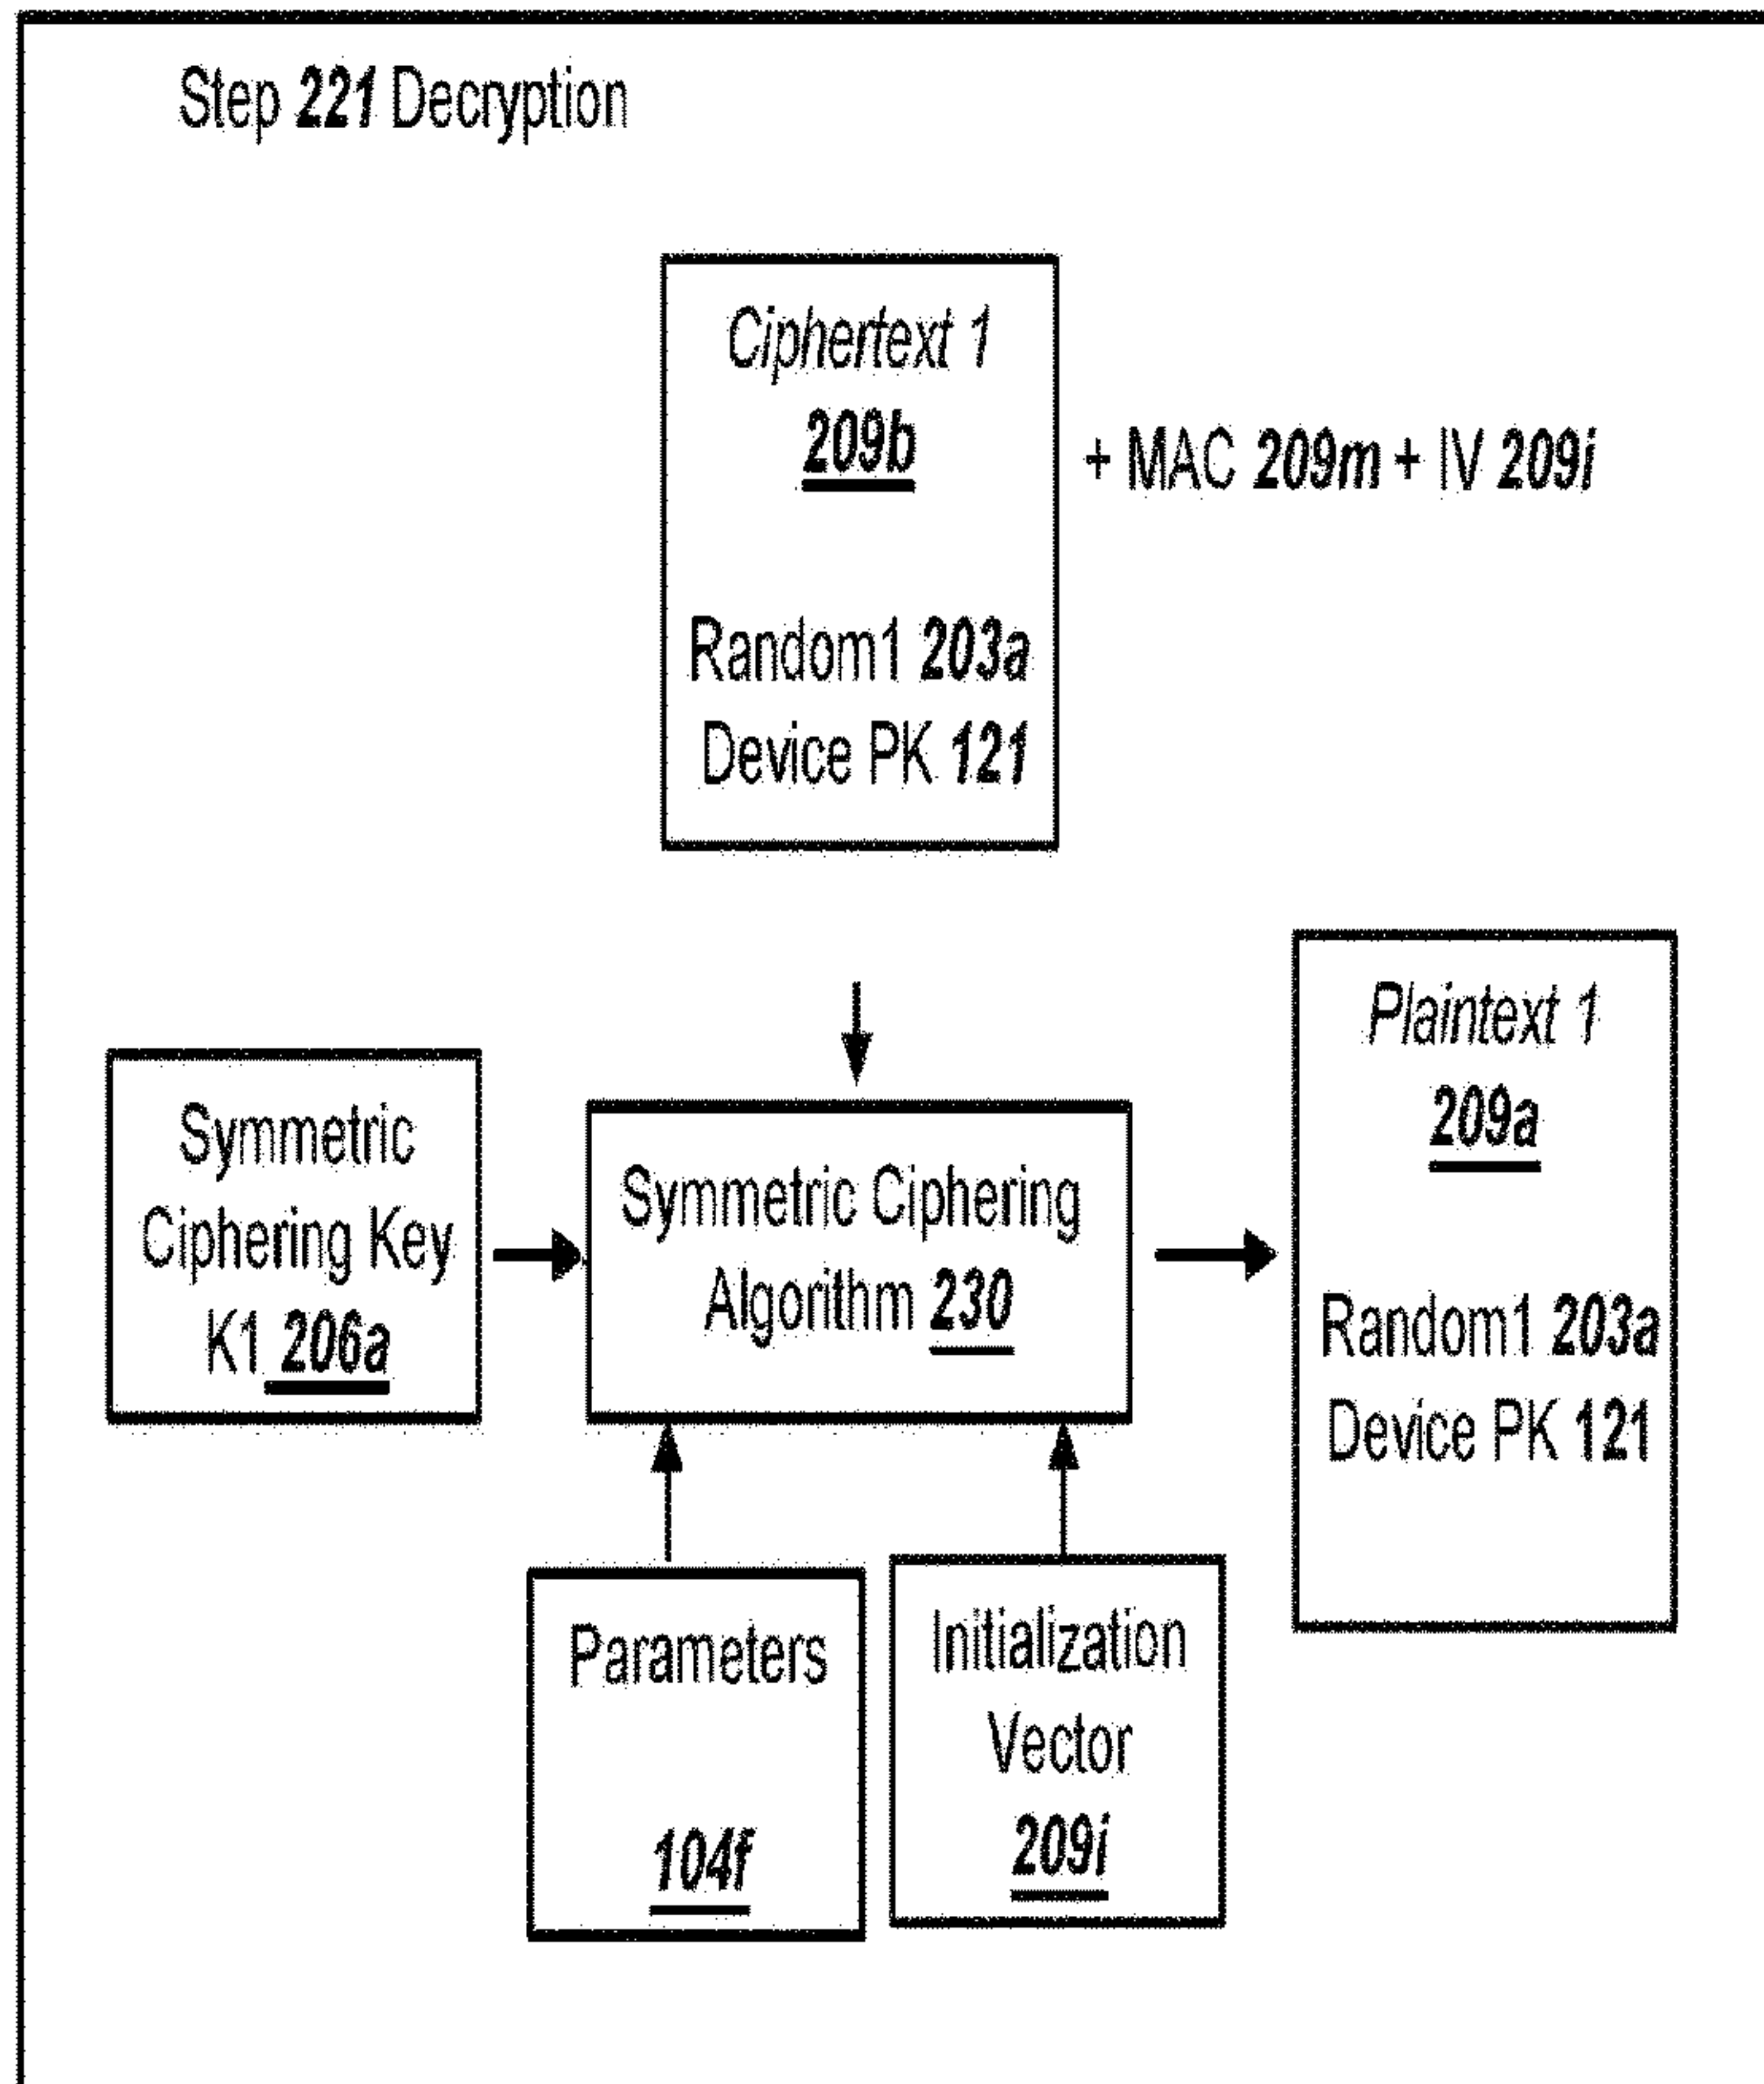 Step 221 Decryption
Ciphertext 1
209b
+ MAC 209m + IV 209i
Random1 203a
Device PK 121
Symmetric
Ciphering Key
K1 206a
Symmetric Ciphering
Algorithm 230
Plaintext 1
209a
Random1 203a
Device PK 121
Parameters
104f
Initialization
Vector
209i